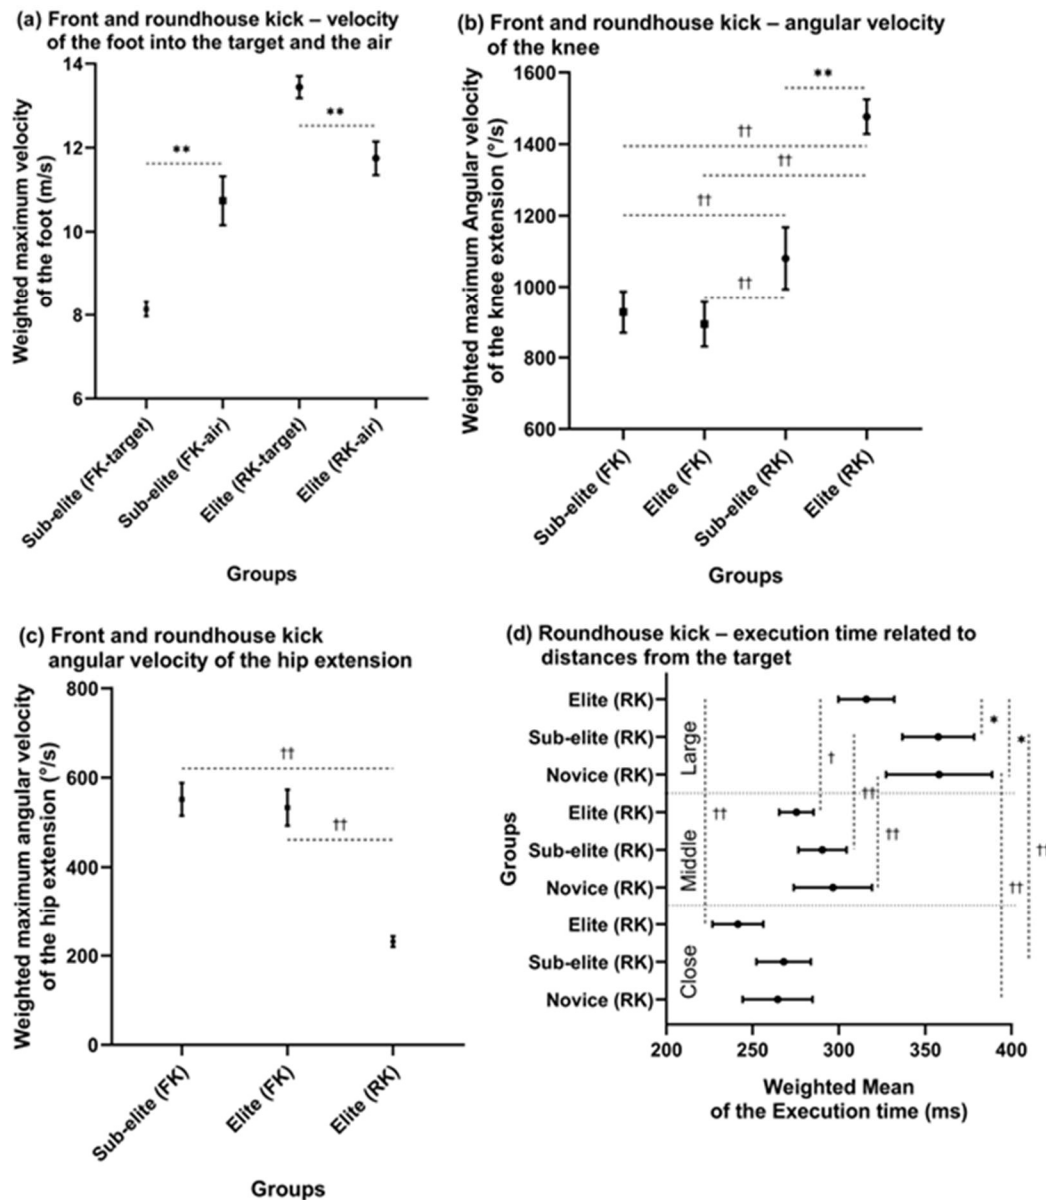 (a) Front and roundhouse kick – velocity
of the foot into the target and the air
Weighted maximum velocity
of the foot (m/s)
14
12
10
8
6
**
**
Sub-elite (FK-target)
Sub-elite (FK-air)
Elite (RK-target)
Elite (RK-air)
Groups
(b) Front and roundhouse kick – angular velocity
of the knee
Weighted maximum Angular velocity
of the knee extension (°/s)
1600
1400
1200
1000
800
600
**
††
††
††
††
Sub-elite (FK)
Elite (FK)
Sub-elite (RK)
Elite (RK)
Groups
(c) Front and roundhouse kick
angular velocity of the hip extension
Weighted maximum angular velocity
of the hip extension (°/s)
800
600
400
200
0
††
††
Sub-elite (FK)
Elite (FK)
Elite (RK)
Groups
(d) Roundhouse kick – execution time related to
distances from the target
Groups
Large
Elite (RK)
Sub-elite (RK)
Novice (RK)
Middle
Elite (RK)
Sub-elite (RK)
Novice (RK)
Close
Elite (RK)
Sub-elite (RK)
Novice (RK)
††
†
††
††
*
*
††
††
200
250
300
350
400
Weighted Mean
of the Execution time (ms)